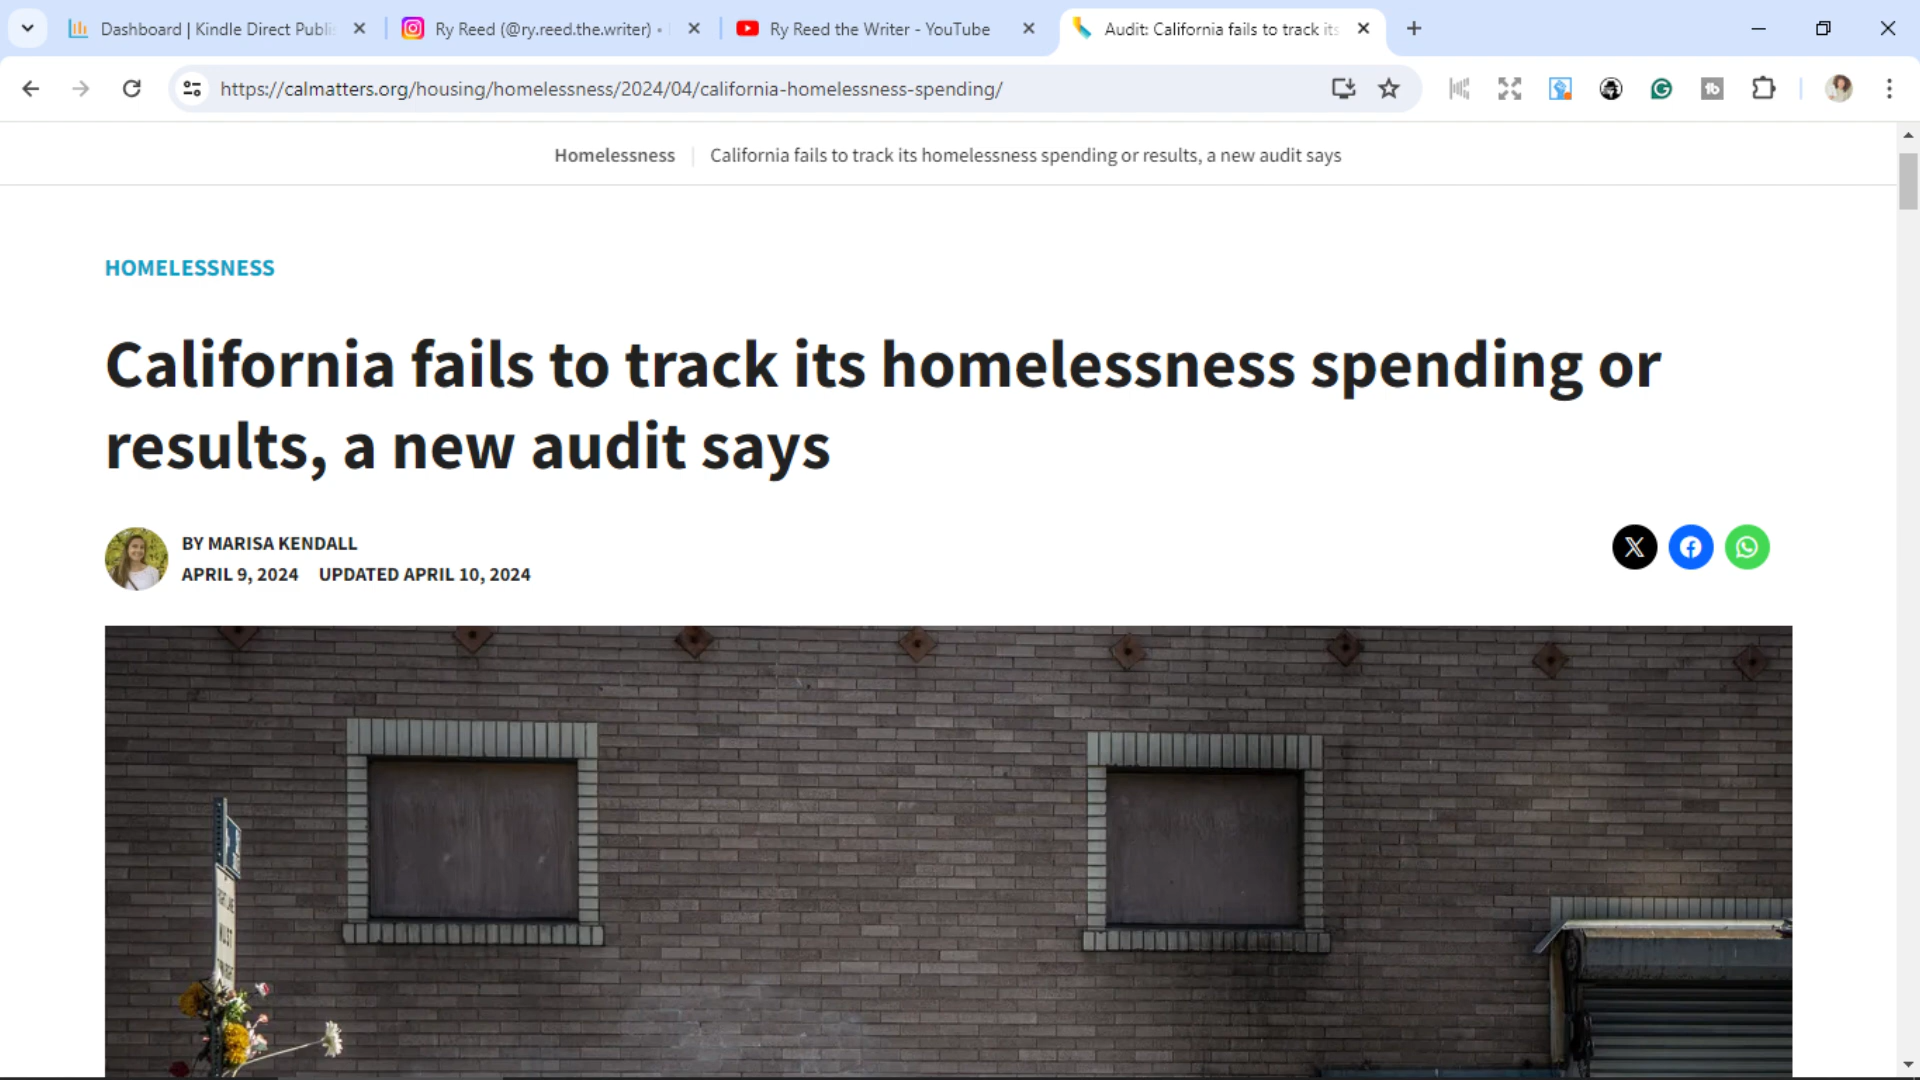 Dashboard | Kindle Direct Publi
Ry Reed (@ry.reed.the.writer) •
Ry Reed the Writer - YouTube
Audit: California fails to track its
https://calmatters.org/housing/homelessness/2024/04/california-homelessness-spending/
Homelessness
California fails to track its homelessness spending or results, a new audit says
HOMELESSNESS
California fails to track its homelessness spending or
results, a new audit says
BY MARISA KENDALL
APRIL 9, 2024 UPDATED APRIL 10, 2024
MUST